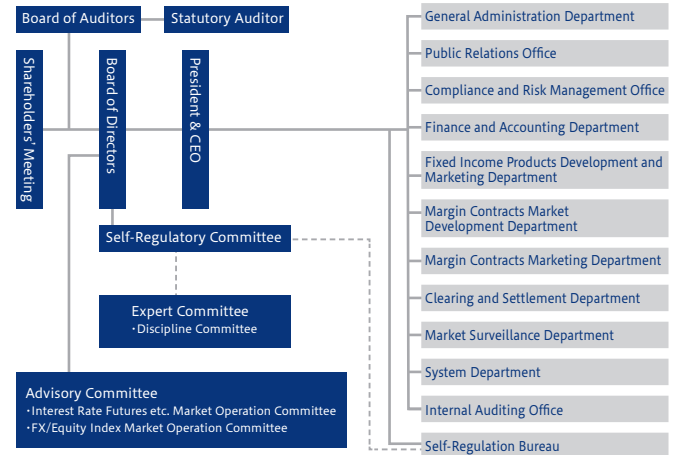 Board of Auditors
Statutory Auditor
Shareholders' Meeting
Board of Directors
President & CEO
Self-Regulatory Committee
Expert Committee
・Discipline Committee
Advisory Committee
・Interest Rate Futures etc. Market Operation Committee
・FX/Equity Index Market Operation Committee
General Administration Department
Public Relations Office
Compliance and Risk Management Office
Finance and Accounting Department
Fixed Income Products Development and
Marketing Department
Margin Contracts Market
Development Department
Margin Contracts Marketing Department
Clearing and Settlement Department
Market Surveillance Department
System Department
Internal Auditing Office
Self-Regulation Bureau